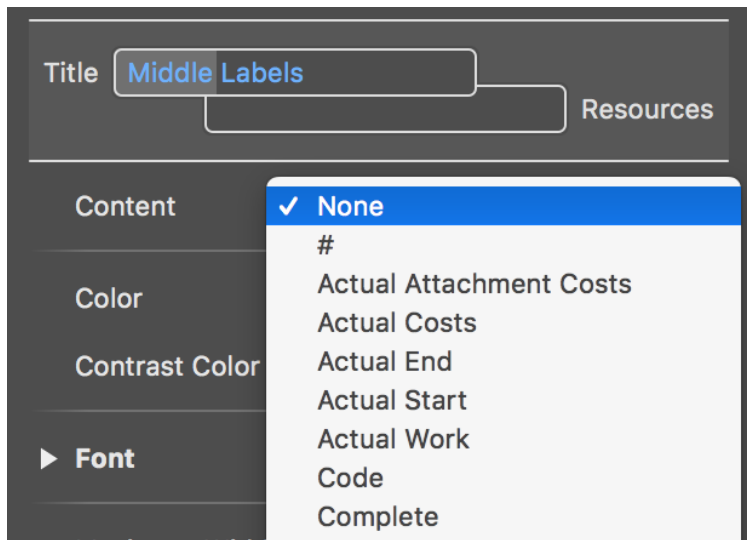 Title Middle Labels
Resources
Content ✓ None
#
Actual Attachment Costs
Color
Actual Costs
Actual End
Contrast Color
Actual Start
Actual Work
Font
Code
Complete